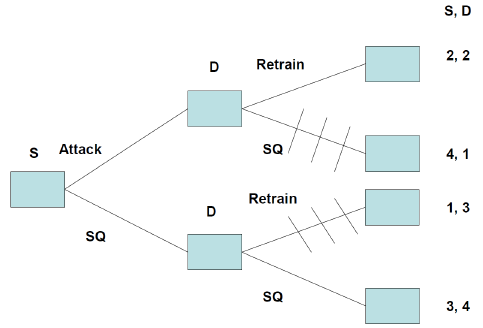 S, D
Retrain
2, 2
D
S
Attack
SQ
4, 1
Retrain
D
1, 3
SQ
SQ
3, 4